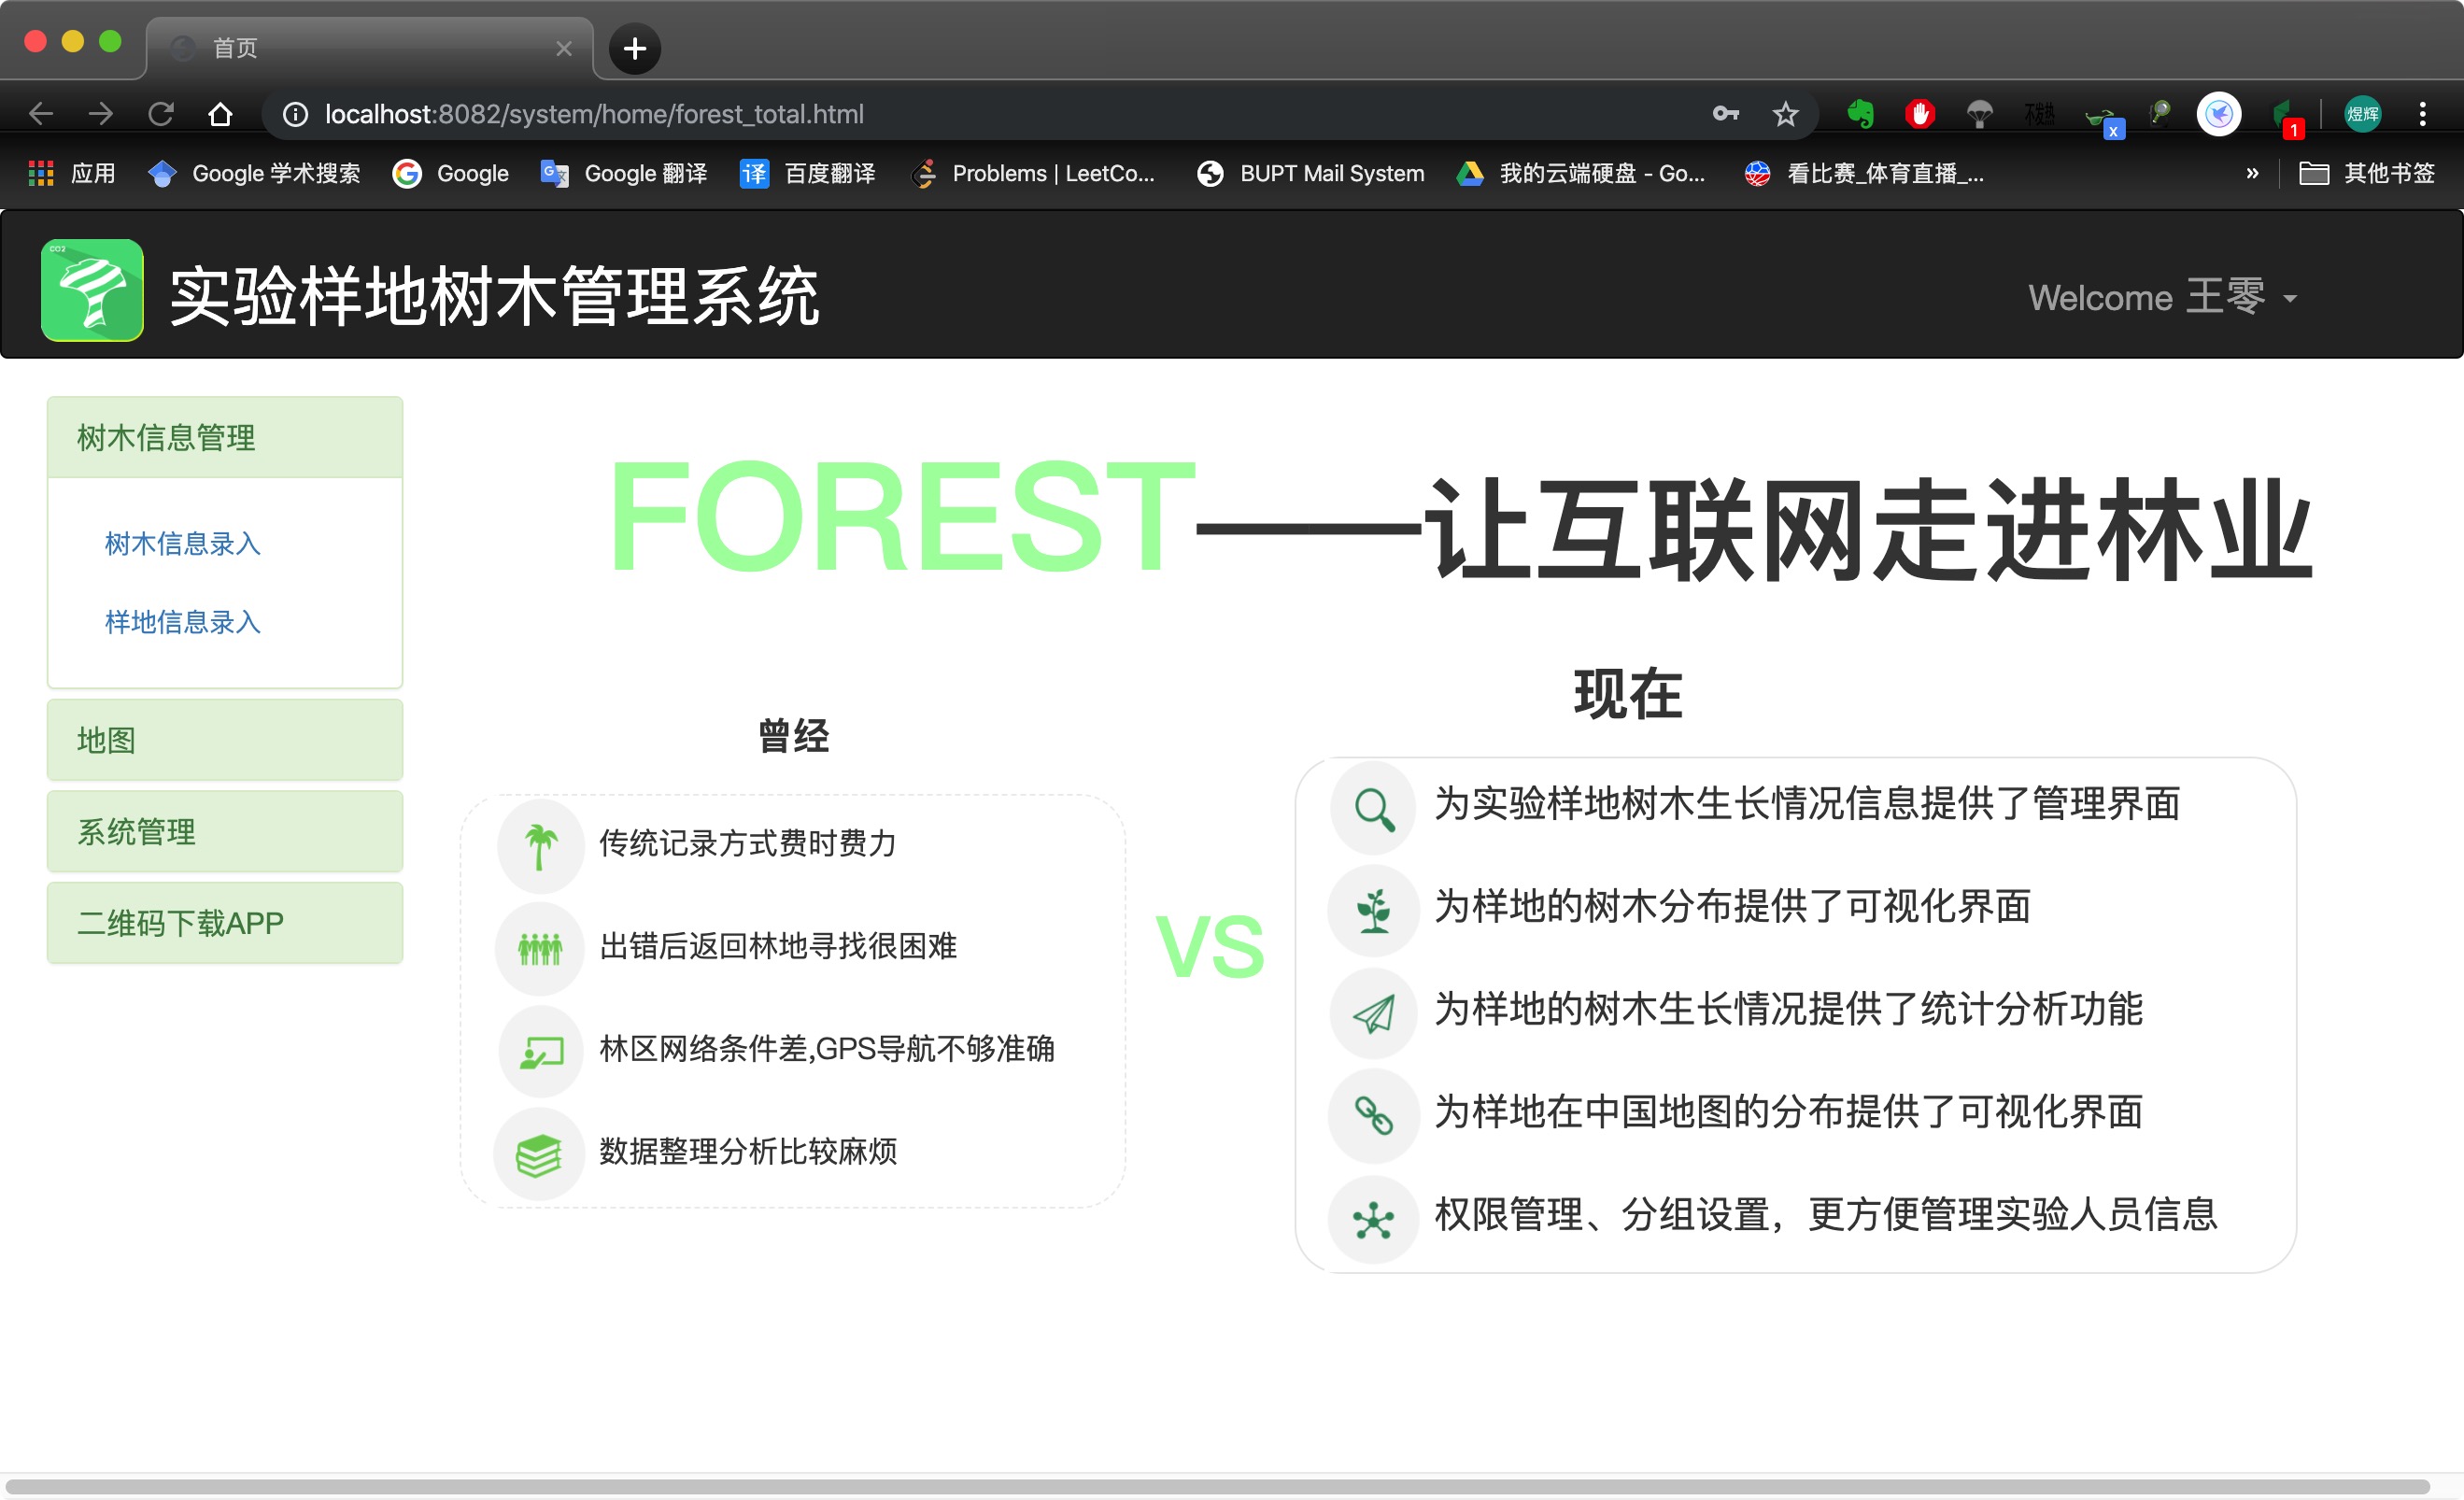 首页
localhost:8082/system/home/forest_total.html
不发热
x
1
煜辉
应用
Google 学术搜索
Google
Google 翻译
译 百度翻译
Problems | LeetCo...
BUPT Mail System
我的云端硬盘 - Go...
看比赛_体育直播_...
»
其他书签
CO2
实验样地树木管理系统
Welcome 王零
树木信息管理
树木信息录入
样地信息录入
地图
系统管理
二维码下载APP
FOREST——让互联网走进林业
曾经
传统记录方式费时费力
出错后返回林地寻找很困难
林区网络条件差,GPS导航不够准确
数据整理分析比较麻烦
VS
现在
为实验样地树木生长情况信息提供了管理界面
为样地的树木分布提供了可视化界面
为样地的树木生长情况提供了统计分析功能
为样地在中国地图的分布提供了可视化界面
权限管理、分组设置，更方便管理实验人员信息